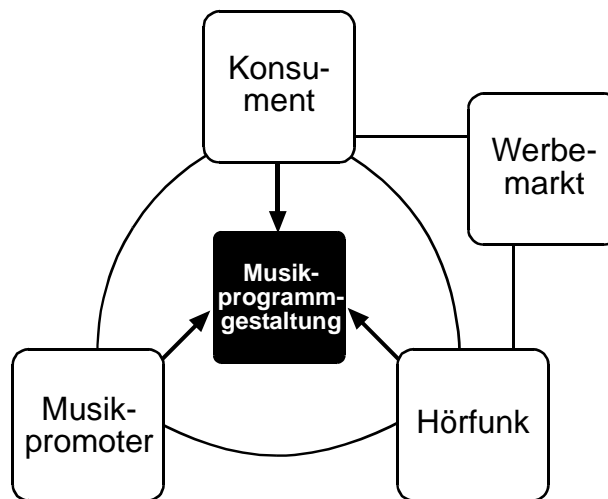 Konsu-
ment
Werbe-
markt
Musik-
programm-
gestaltung
Musik-
promoter
Hörfunk